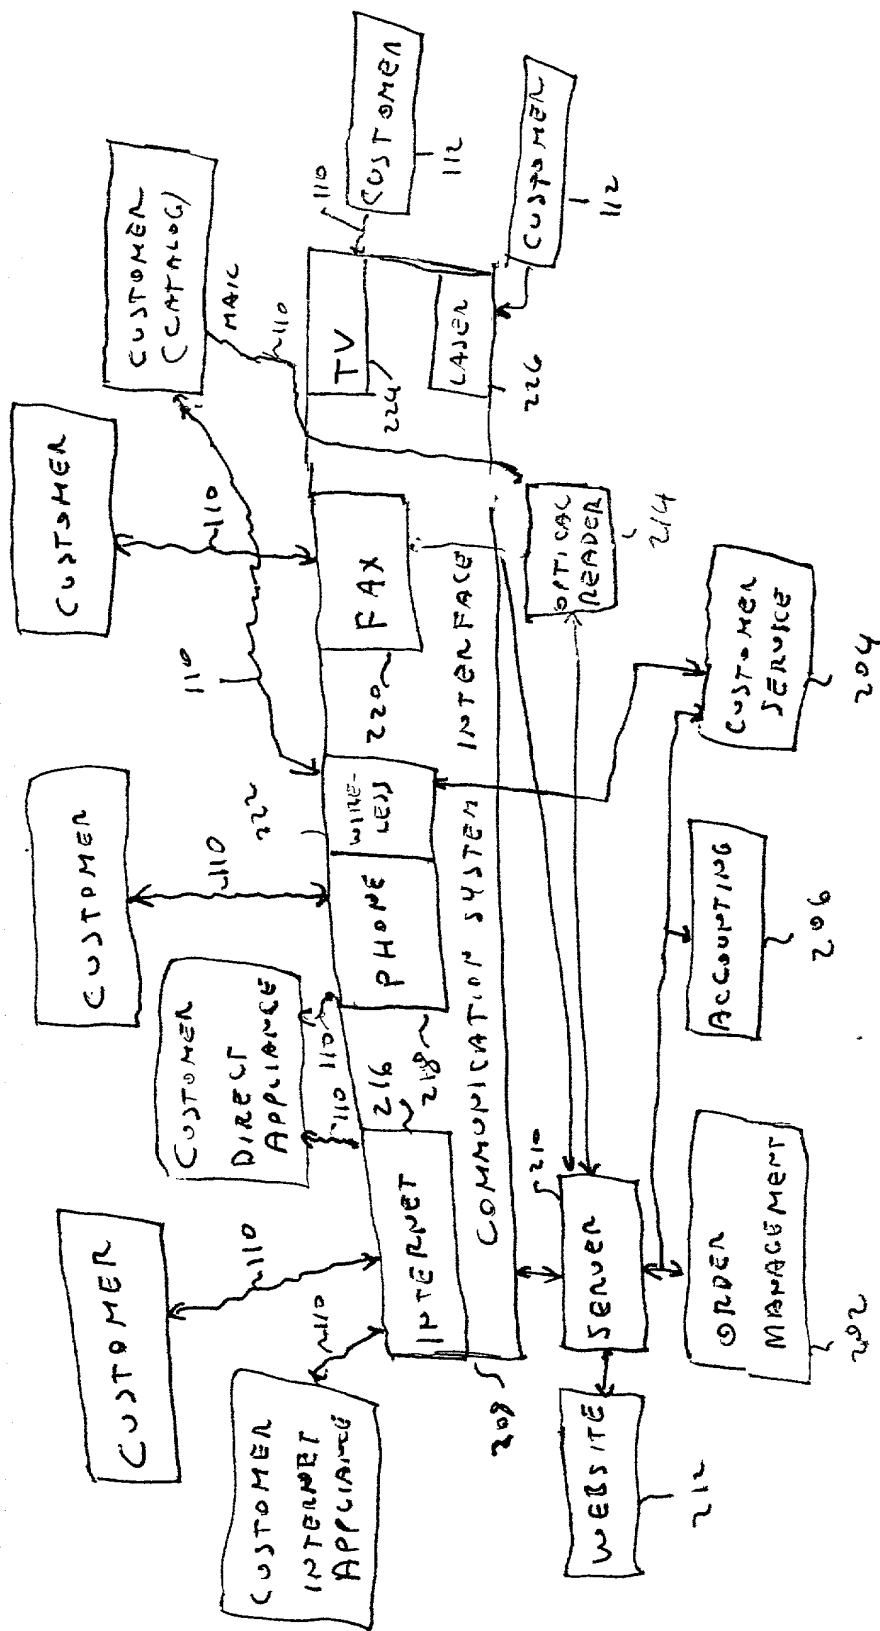 CUSTOMER
INTERNET
APPLIANCE
110
CUSTOMER
110
CUSTOMER
DIRECT
APPLIANCE
110
110
CUSTOMER
110
222
110
CUSTOMER
110
CUSTOMER
(CATALOG)
MAIL
110
110
CUSTOMER
112
CUSTOMER
112
INTERNET
216
218
PHONE
WIRE-
LESS
220
FAX
TV
224
LASER
226
COMMUNICATION SYSTEM INTERFACE
208
WEBSITE
212
SERVER
210
OPTICAL
READER
214
ORDER
MANAGEMENT
202
ACCOUNTING
206
CUSTOMER
SERVICE
204